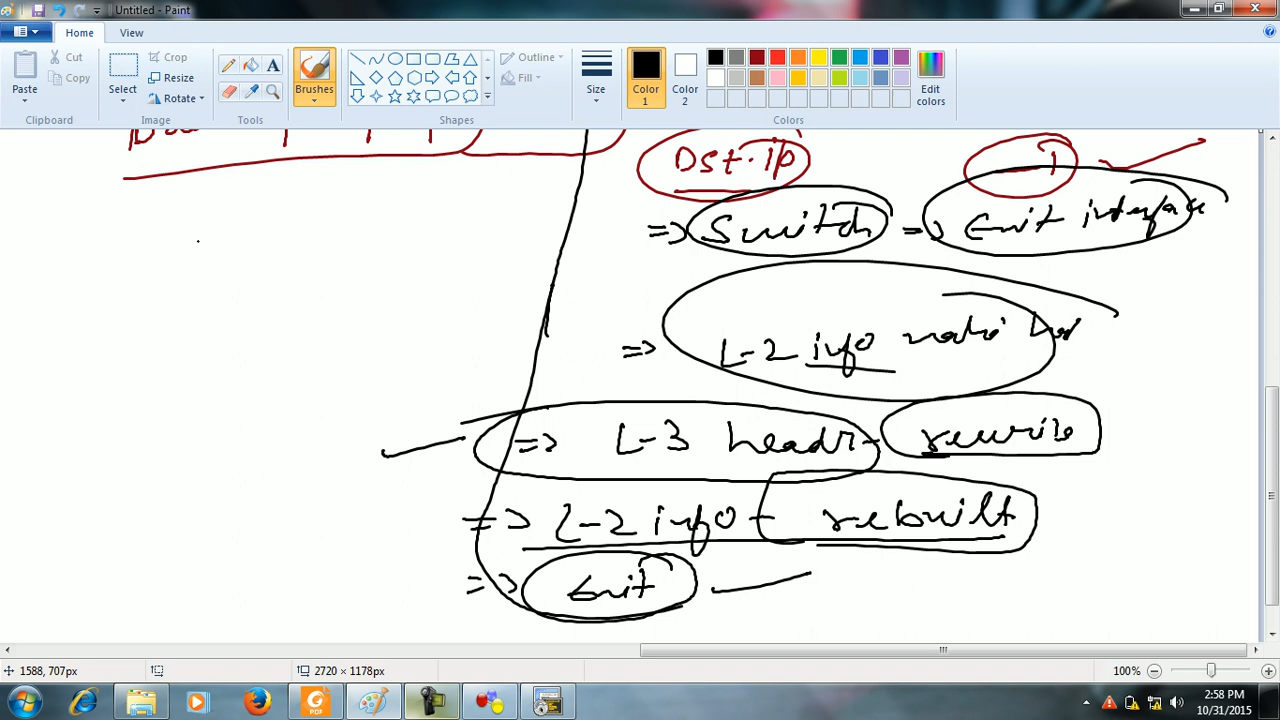 Untitled - Paint
Home View
Paste
Cut
Copy
Clipboard
Select
Crop
Resize
Rotate
Image
Tools
Brushes
Shapes
Outline
Fill
Size
Color 1
Color 2
Colors
Edit colors
Dst.ip
=> Switch => Exit interface
=> L-2 info
=> L-3 headr - rewrite
=> L-2 info - rebuilt
=> Exit
1588, 707px
2720 × 1178px
100%
PDF
2:58 PM
10/31/2015